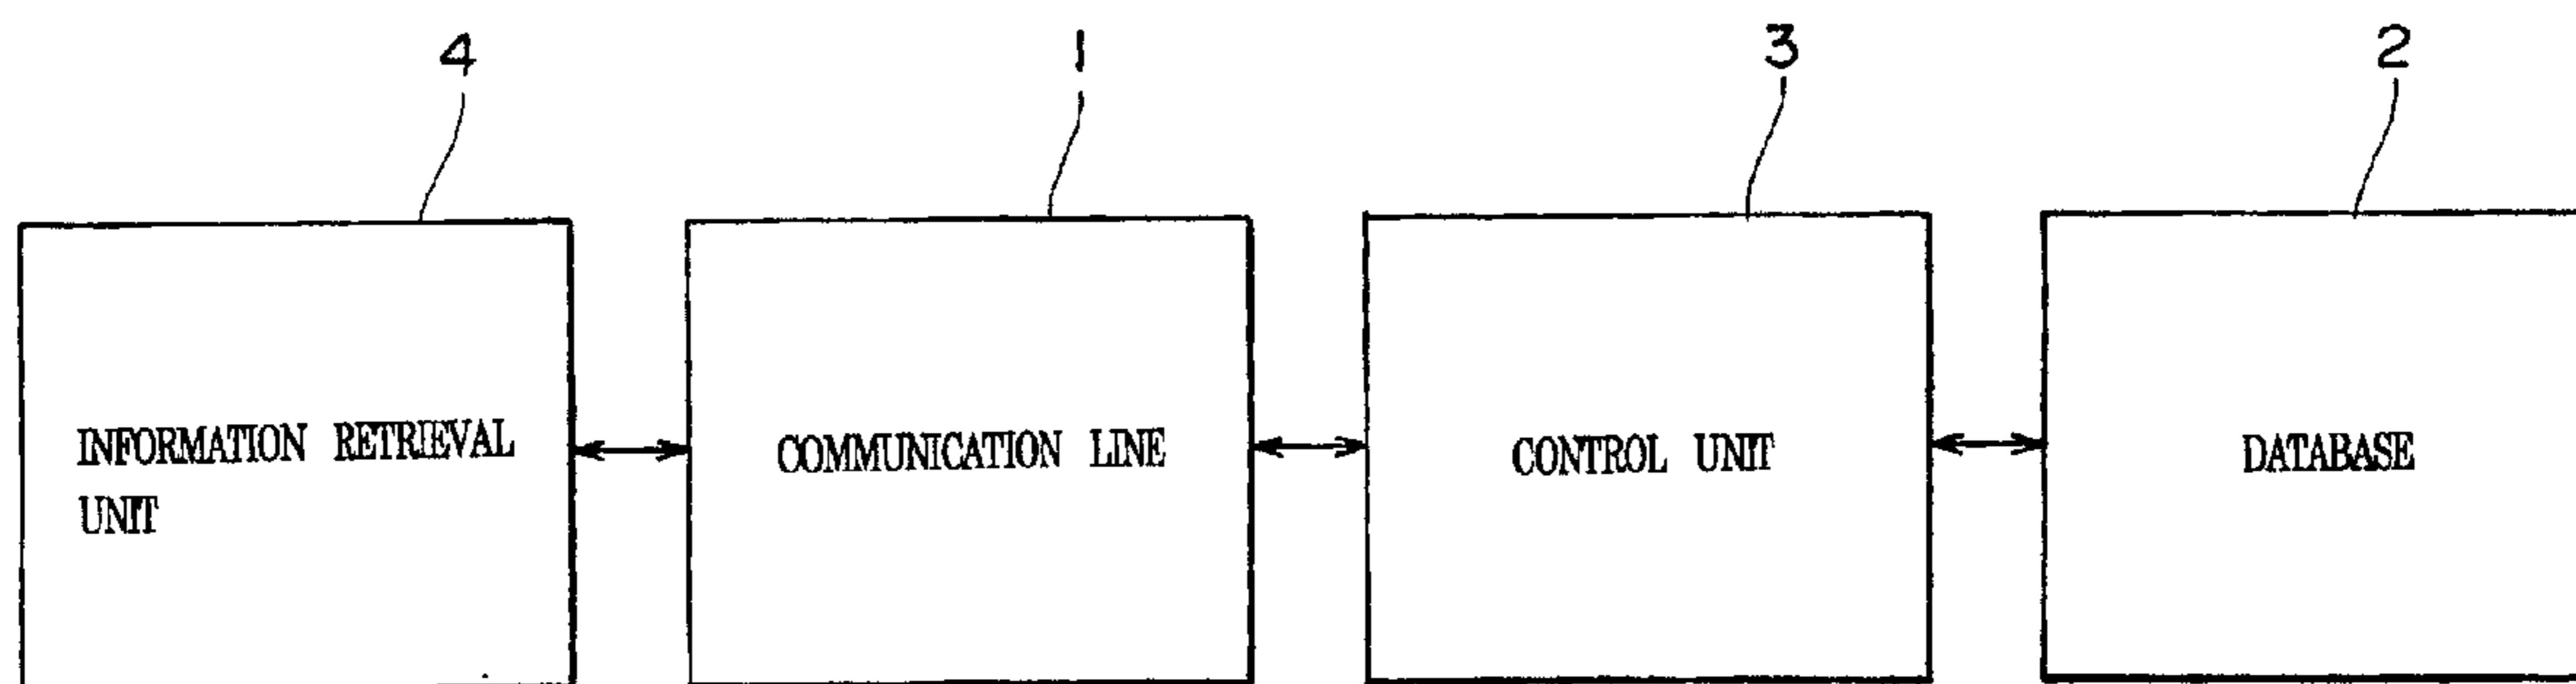 4 1 3 2
INFORMATION RETRIEVAL
UNIT
COMMUNICATION LINE
CONTROL UNIT
DATABASE